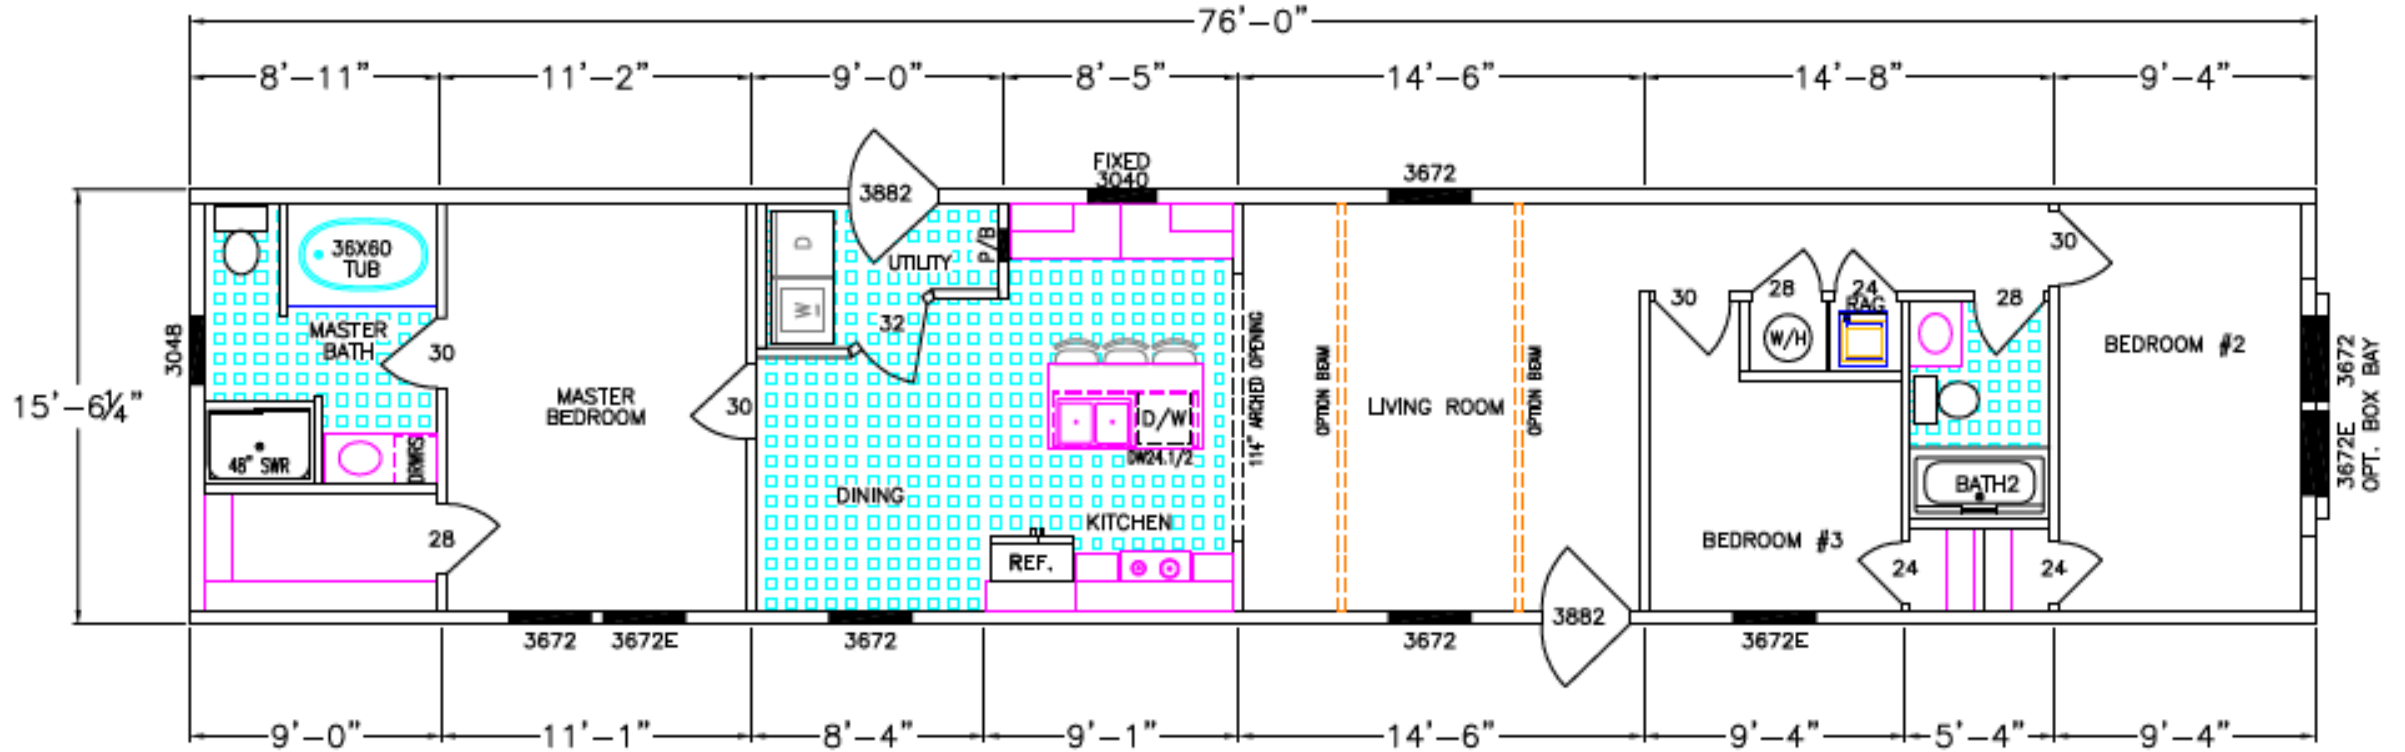 76'-0"
8'-11" 11'-2" 9'-0" 8'-5" 14'-6" 14'-8" 9'-4"
FIXED
3040
3672
3882
36X60
TUB
D
UTILITY
P/B
30
W
32
30
28
24
RAG
28
W/H
MASTER
BATH
30
3048
BEDROOM #2
3672E 3672
OPT. BOX BAY
15'-6¼"
MASTER
BEDROOM
30
114" ARCHED OPENING
OPTION BEAM
LIVING ROOM
OPTION BEAM
D/W
DW24.1/2
48" SWR
DRWRS
DINING
KITCHEN
BATH2
28
REF.
BEDROOM #3
24
24
3882
3672 3672E 3672 3672 3672E
9'-0" 11'-1" 8'-4" 9'-1" 14'-6" 9'-4" 5'-4" 9'-4"